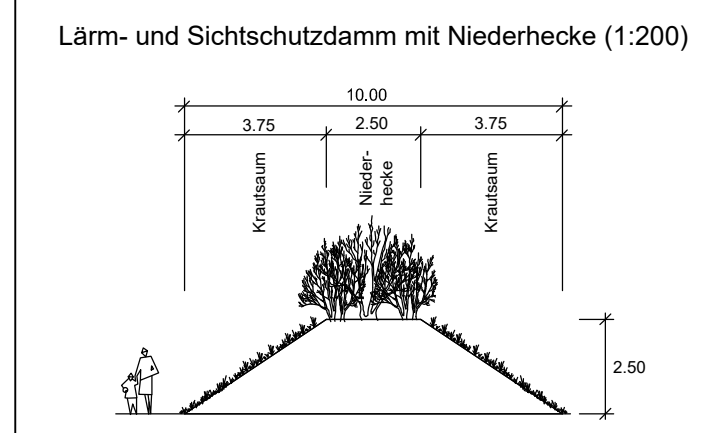 Lärm- und Sichtschutzdamm mit Niederhecke (1:200)
10.00
3.75
2.50
3.75
Krautsaum
Nieder-
hecke
Krautsaum
2.50